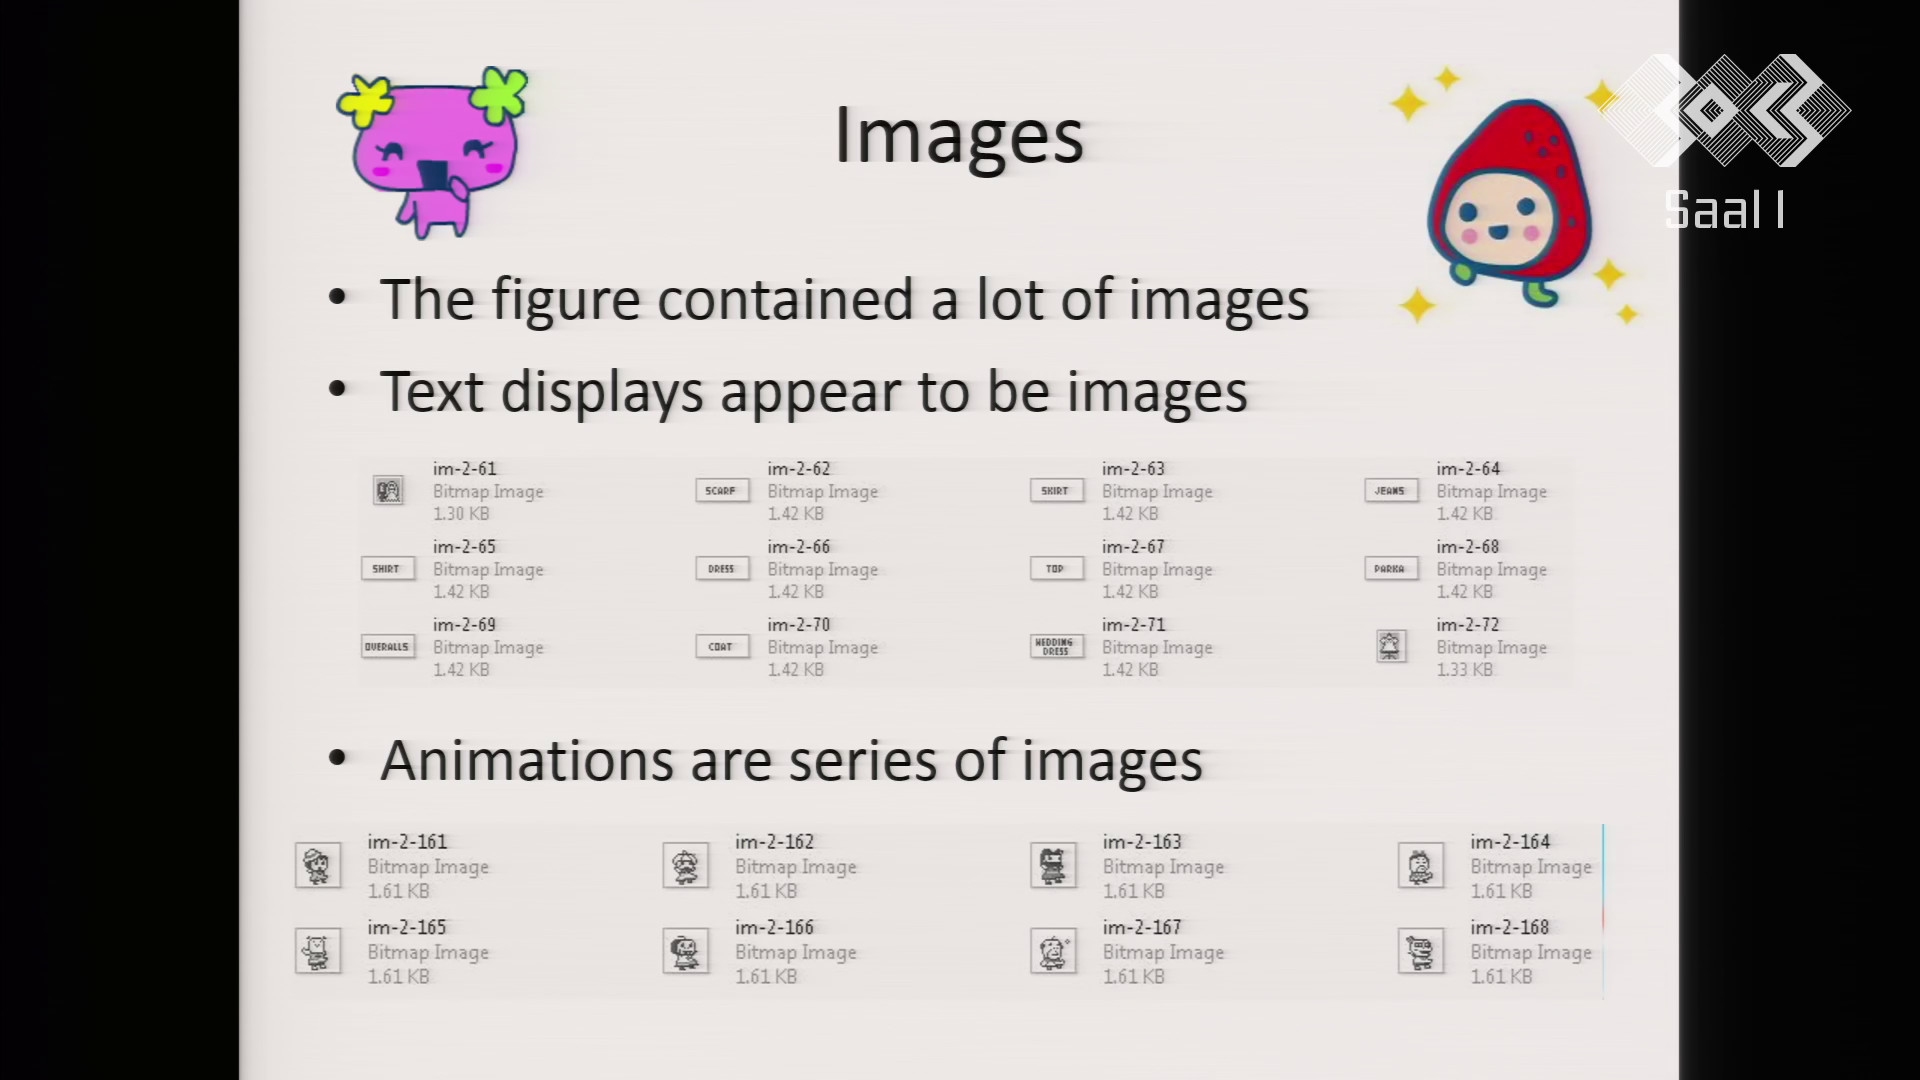 Images
Saal 1
• The figure contained a lot of images
• Text displays appear to be images
im-2-61 im-2-62 im-2-63 im-2-64
SCARF SKIRT JEANS
Bitmap Image Bitmap Image Bitmap Image Bitmap Image
1.30 KB 1.42 KB 1.42 KB 1.42 KB
im-2-65 im-2-66 im-2-67 im-2-68
SHIRT Bitmap Image DRESS Bitmap Image TOP Bitmap Image PARKA Bitmap Image
1.42 KB 1.42 KB 1.42 KB 1.42 KB
im-2-69 im-2-70 im-2-71 im-2-72
OVERALLS Bitmap Image COAT Bitmap Image WEDDING DRESS Bitmap Image Bitmap Image
1.42 KB 1.42 KB 1.42 KB 1.33 KB
• Animations are series of images
im-2-161 im-2-162 im-2-163 im-2-164
Bitmap Image Bitmap Image Bitmap Image Bitmap Image
1.61 KB 1.61 KB 1.61 KB 1.61 KB
im-2-165 im-2-166 im-2-167 im-2-168
Bitmap Image Bitmap Image Bitmap Image Bitmap Image
1.61 KB 1.61 KB 1.61 KB 1.61 KB